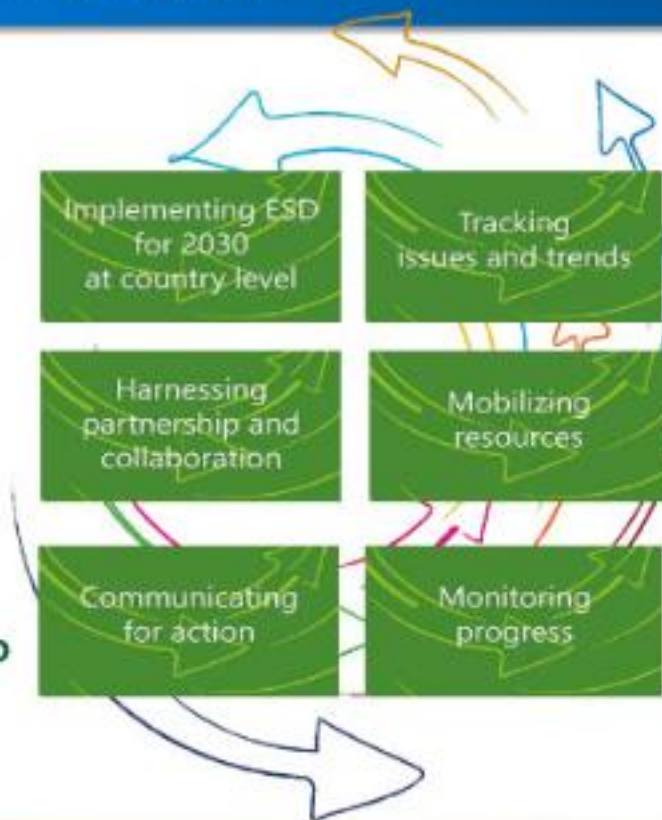 Implementing ESD
for 2030
at country level
Tracking
issues and trends
Harnessing
partnership and
collaboration
Mobilizing
resources
Communicating
for action
Monitoring
progress